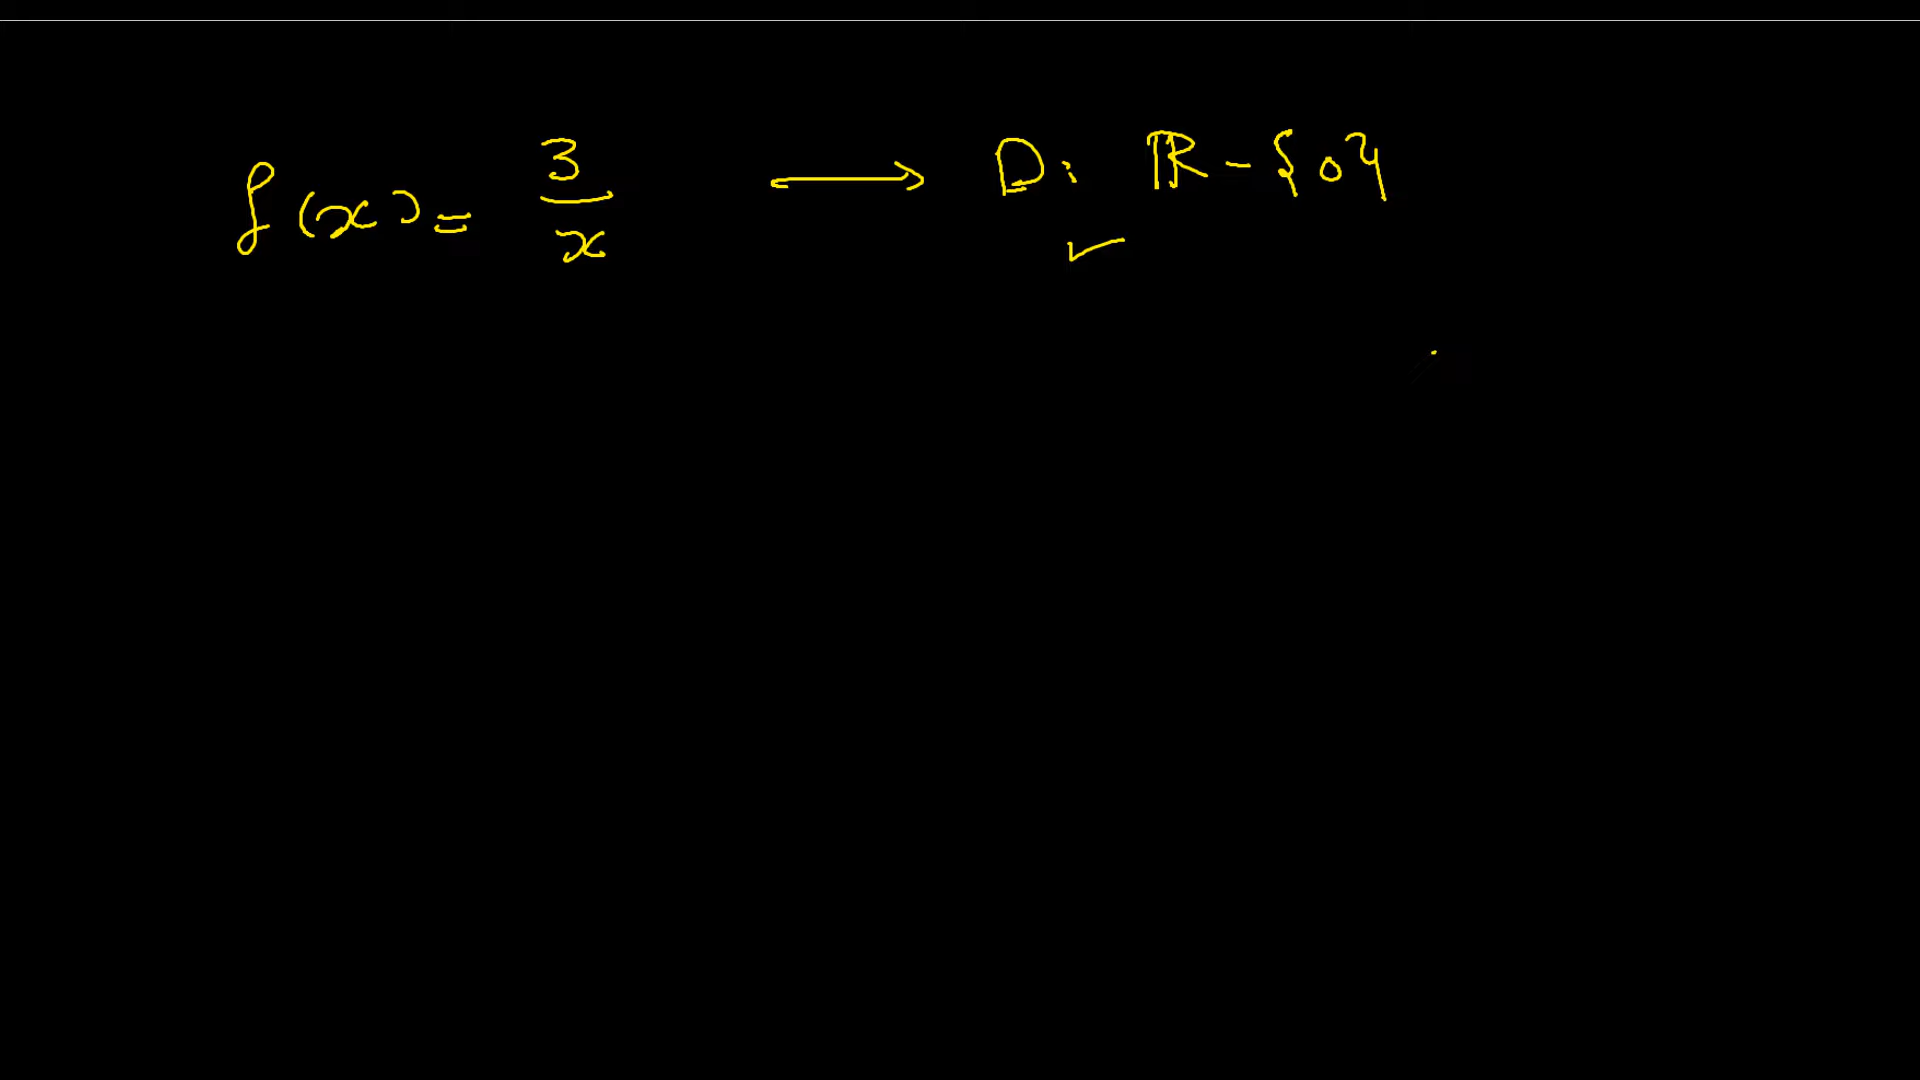 f(x) = 3/x ⟶ D: ℝ - {0}